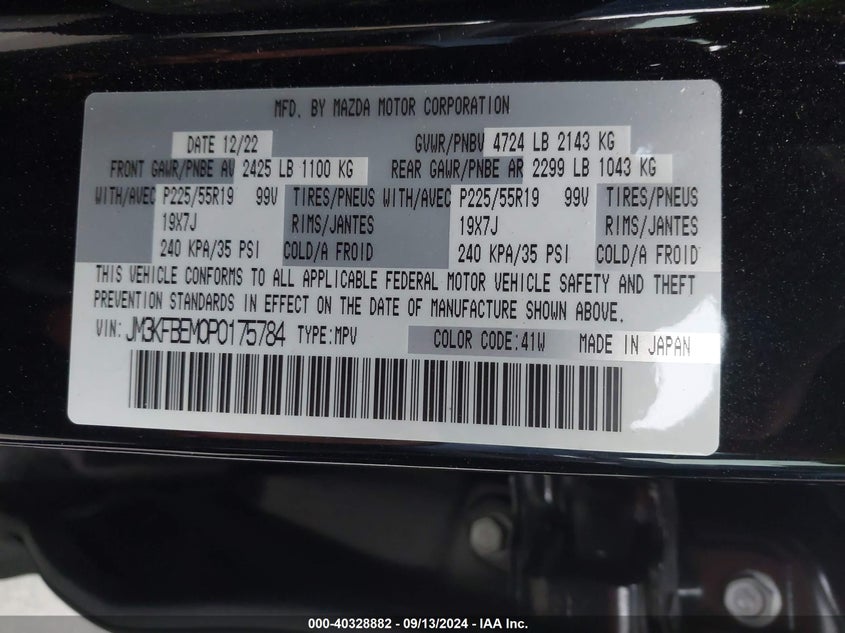 MFD. BY MAZDA MOTOR CORPORATION
DATE 12/22 GVWR/PNBV 4724 LB 2143 KG
FRONT GAWR/PNBE AV 2425 LB 1100 KG REAR GAWR/PNBE AR 2299 LB 1043 KG
WITH/AVEC P225/55R19 99V TIRES/PNEUS WITH/AVEC P225/55R19 99V TIRES/PNEUS
19X7J RIMS/JANTES 19X7J RIMS/JANTES
240 KPA/35 PSI COLD/A FROID 240 KPA/35 PSI COLD/A FROID
THIS VEHICLE CONFORMS TO ALL APPLICABLE FEDERAL MOTOR VEHICLE SAFETY AND THEFT
PREVENTION STANDARDS IN EFFECT ON THE DATE OF MANUFACTURE SHOWN ABOVE.
VIN: JM3KFBEM0P0175784 TYPE:MPV COLOR CODE:41W MADE IN JAPAN
000-40328882 - 09/13/2024 - IAA Inc.